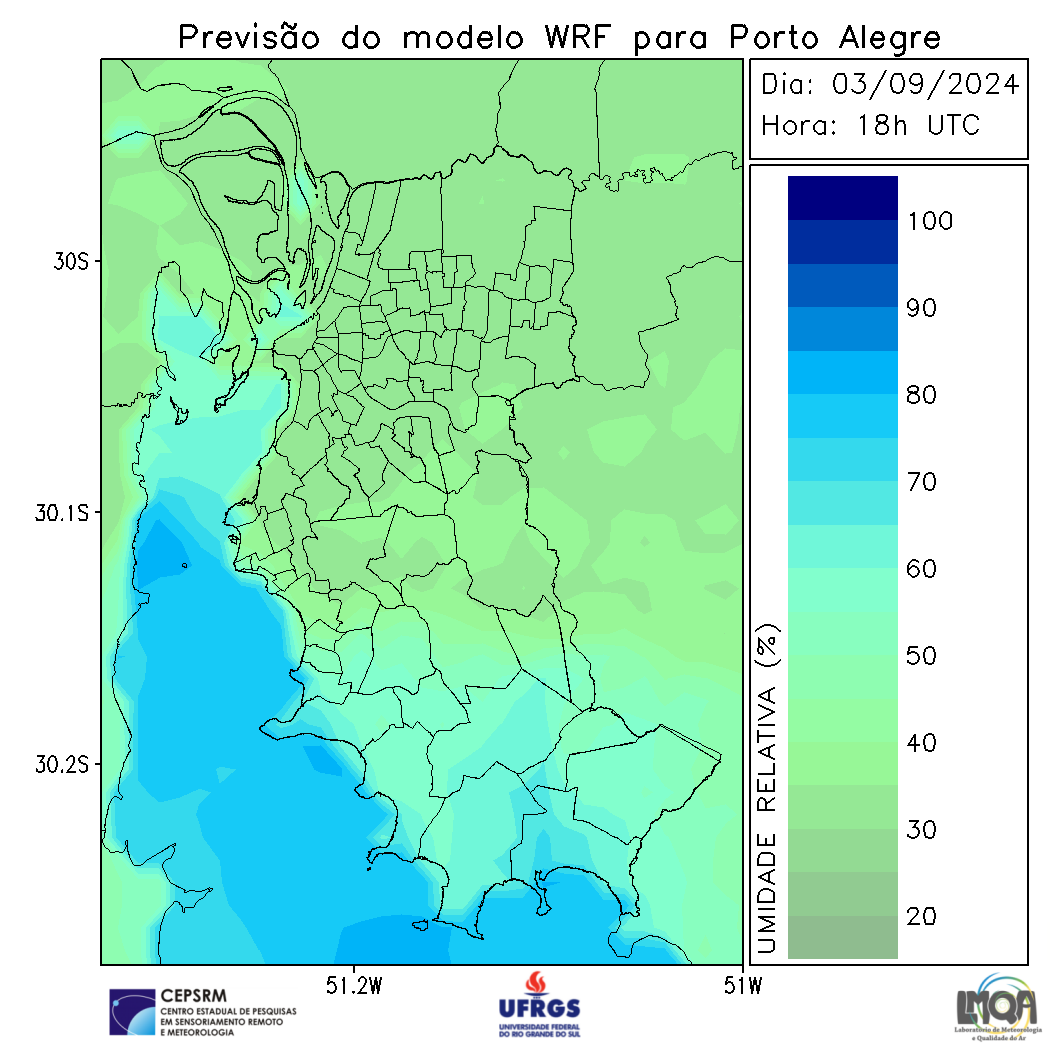 Previsão do modelo WRF para Porto Alegre
Dia: 03/09/2024
Hora: 18h UTC
30S
30.1S
30.2S
51.2W
51W
UMIDADE RELATIVA (%)
100
90
80
70
60
50
40
30
20
CEPSRM
CENTRO ESTADUAL DE PESQUISAS
EM SENSORIAMENTO REMOTO
E METEOROLOGIA
UFRGS
UNIVERSIDADE FEDERAL
DO RIO GRANDE DO SUL
LMQA
Laboratório de Meteorologia
e Qualidade do Ar